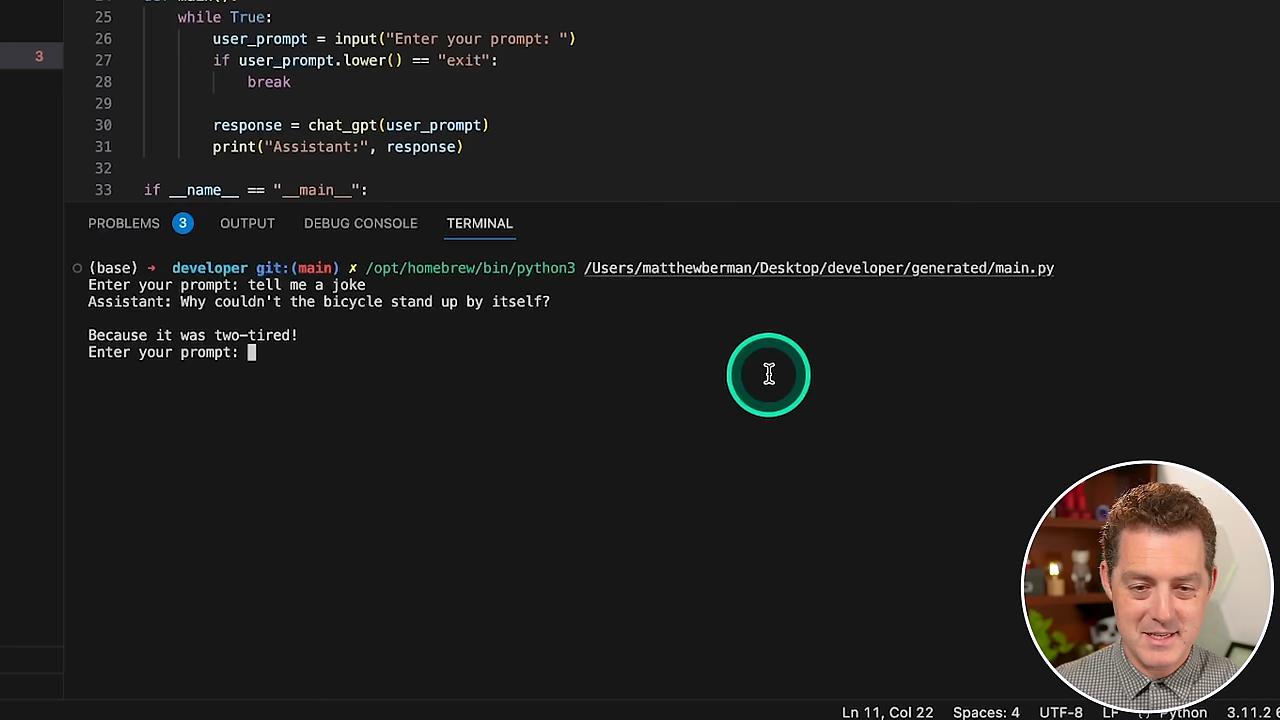 25 while True:
26 user_prompt = input("Enter your prompt: ")
3
27 if user_prompt.lower() == "exit":
28 break
29
30 response = chat_gpt(user_prompt)
31 print("Assistant:", response)
32
33 if __name__ == "__main__":
PROBLEMS 3 OUTPUT DEBUG CONSOLE TERMINAL
(base) → developer git:(main) ✗ /opt/homebrew/bin/python3 /Users/matthewberman/Desktop/developer/generated/main.py
Enter your prompt: tell me a joke
Assistant: Why couldn't the bicycle stand up by itself?
Because it was two-tired!
Enter your prompt:
Ln 11, Col 22 Spaces: 4 UTF-8 LF Python 3.11.2